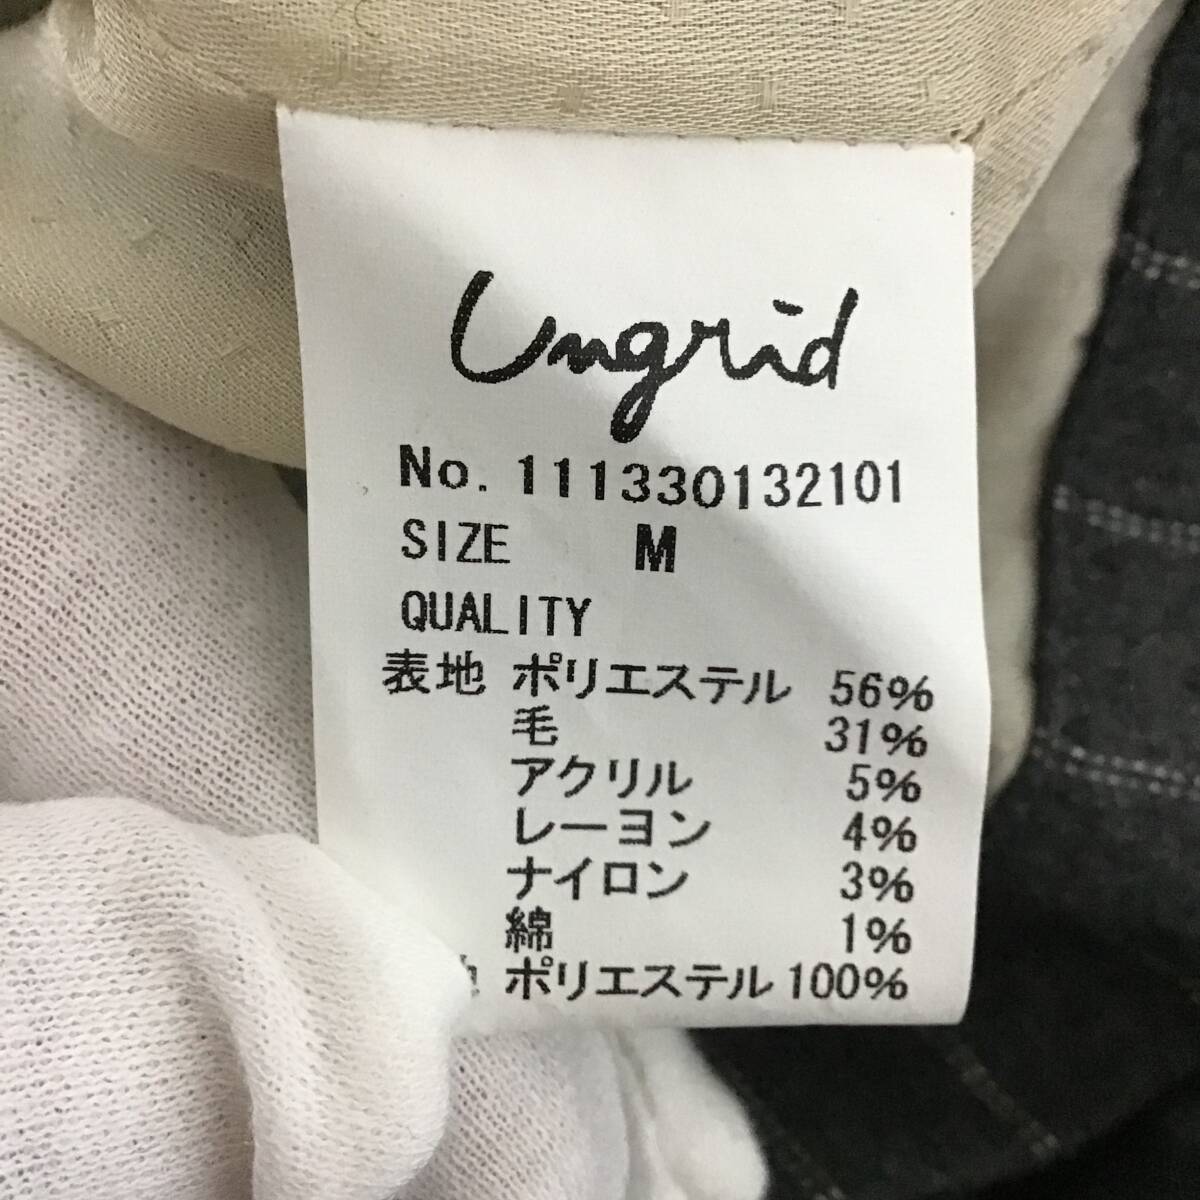 Ungrid
No. 111330132101
SIZE M
QUALITY
表地 ポリエステル 56%
毛 31%
アクリル 5%
レーヨン 4%
ナイロン 3%
綿 1%
地 ポリエステル 100%